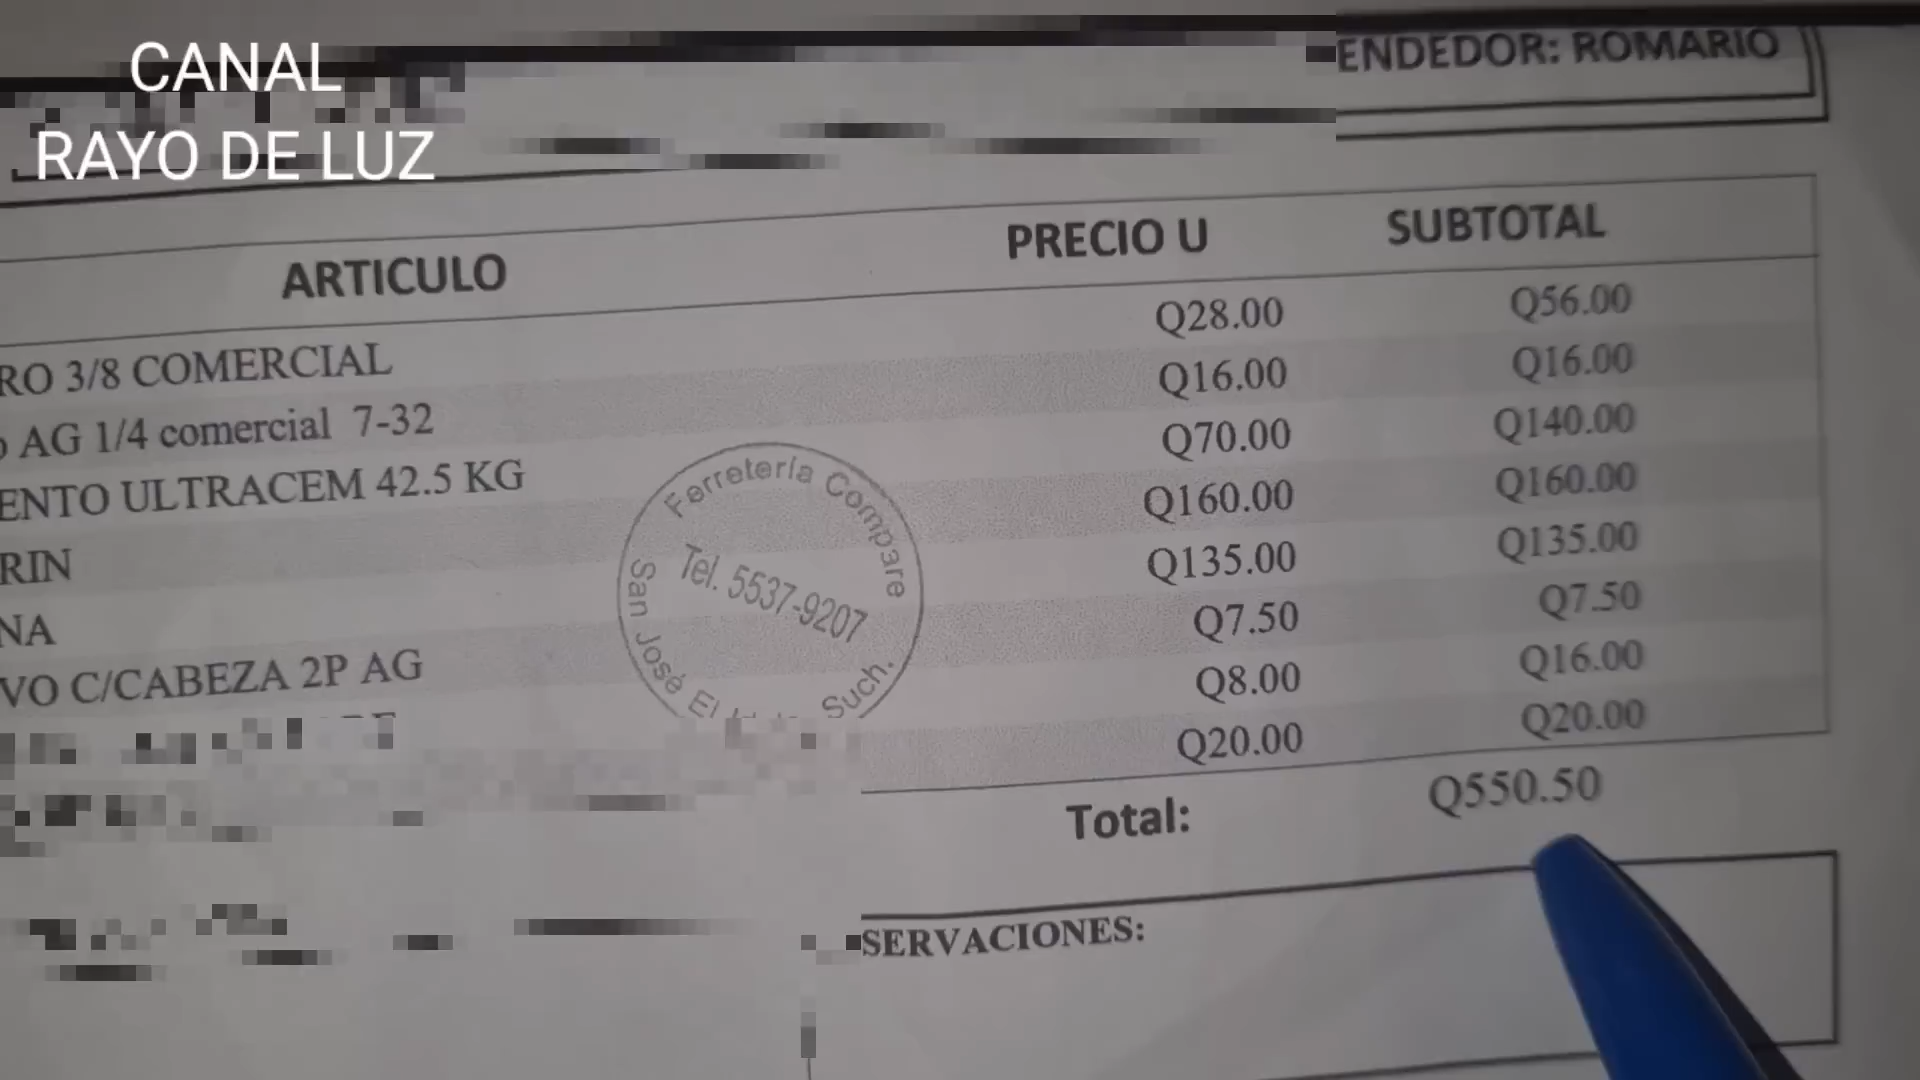 CANAL
RAYO DE LUZ
ENDEDOR: ROMARIO
ARTICULO PRECIO U SUBTOTAL
RO 3/8 COMERCIAL Q28.00 Q56.00
AG 1/4 comercial 7-32 Q16.00 Q16.00
ENTO ULTRACEM 42.5 KG Q70.00 Q140.00
RIN Q160.00 Q160.00
NA Q135.00 Q135.00
VO C/CABEZA 2P AG Q7.50 Q7.50
Q8.00 Q16.00
Q20.00 Q20.00
Total: Q550.50
SERVACIONES:
Ferretería Compare
Tel. 5537-9207
San José El Such.